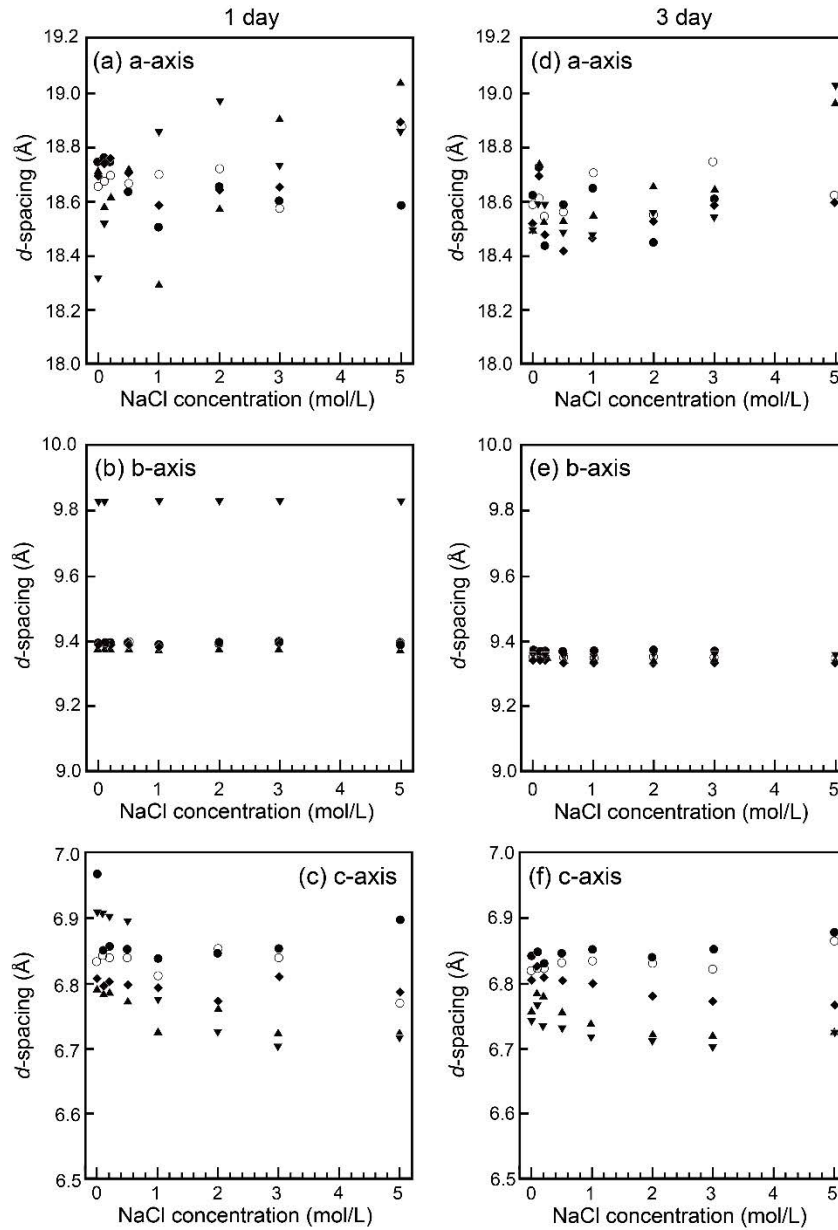 1 day
3 day
19.2
19.0
18.8
18.6
18.4
18.2
18.0
d-spacing (Å)
(a) a-axis
0 1 2 3 4 5
NaCl concentration (mol/L)
19.2
19.0
18.8
18.6
18.4
18.2
18.0
d-spacing (Å)
(d) a-axis
0 1 2 3 4 5
NaCl concentration (mol/L)
10.0
9.8
9.6
9.4
9.2
9.0
d-spacing (Å)
(b) b-axis
0 1 2 3 4 5
NaCl concentration (mol/L)
10.0
9.8
9.6
9.4
9.2
9.0
d-spacing (Å)
(e) b-axis
0 1 2 3 4 5
NaCl concentration (mol/L)
7.0
6.9
6.8
6.7
6.6
6.5
d-spacing (Å)
(c) c-axis
0 1 2 3 4 5
NaCl concentration (mol/L)
7.0
6.9
6.8
6.7
6.6
6.5
d-spacing (Å)
(f) c-axis
0 1 2 3 4 5
NaCl concentration (mol/L)